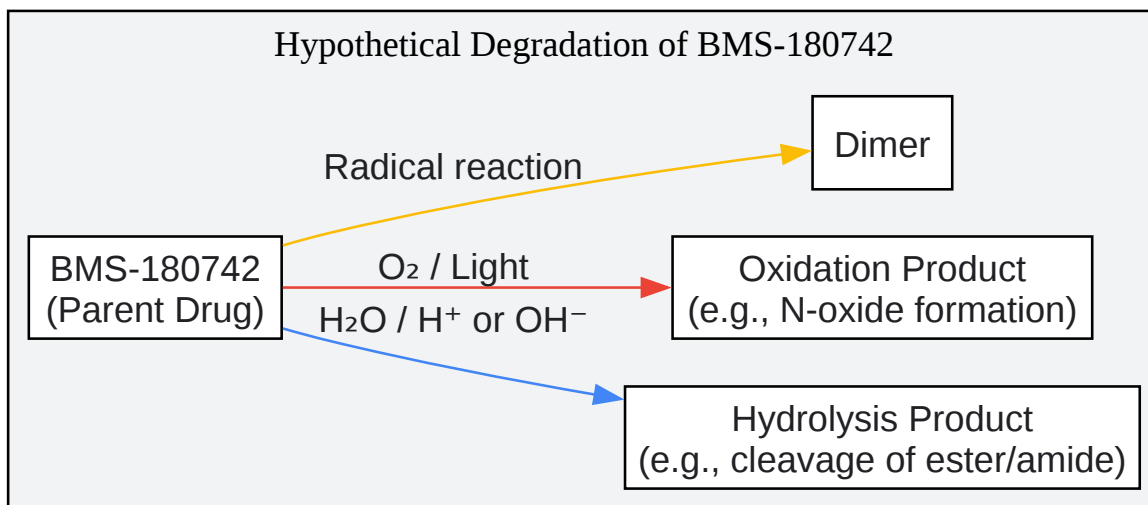 Hypothetical Degradation of BMS-180742
Dimer
Radical reaction
BMS-180742
(Parent Drug)
O₂ / Light
Oxidation Product
(e.g., N-oxide formation)
H₂O / H⁺ or OH⁻
Hydrolysis Product
(e.g., cleavage of ester/amide)